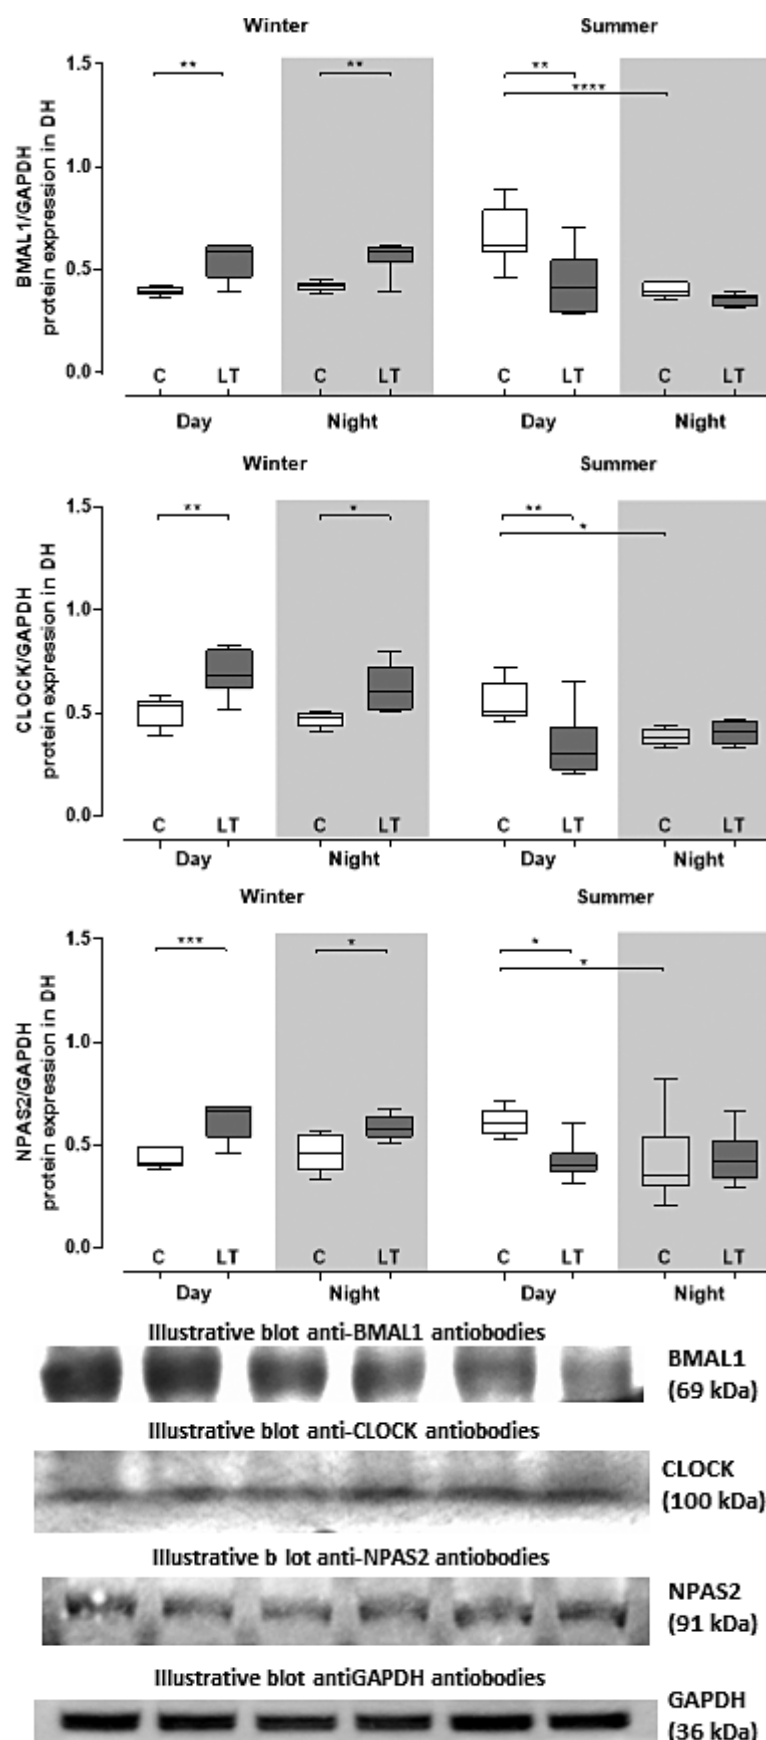 Winter Summer
BMAL1/GAPDH
protein expression in DH
1.5
1.0
0.5
0.0
** ** ** ****
C LT C LT C LT C LT
Day Night Day Night
Winter Summer
CLOCK/GAPDH
protein expression in DH
1.5
1.0
0.5
0.0
** * ** *
C LT C LT C LT C LT
Day Night Day Night
Winter Summer
NPAS2/GAPDH
protein expression in DH
1.5
1.0
0.5
0.0
*** * * *
C LT C LT C LT C LT
Day Night Day Night
Illustrative blot anti-BMAL1 antiobodies
BMAL1
(69 kDa)
Illustrative blot anti-CLOCK antiobodies
CLOCK
(100 kDa)
Illustrative b lot anti-NPAS2 antiobodies
NPAS2
(91 kDa)
Illustrative blot antiGAPDH antiobodies
GAPDH
(36 kDa)